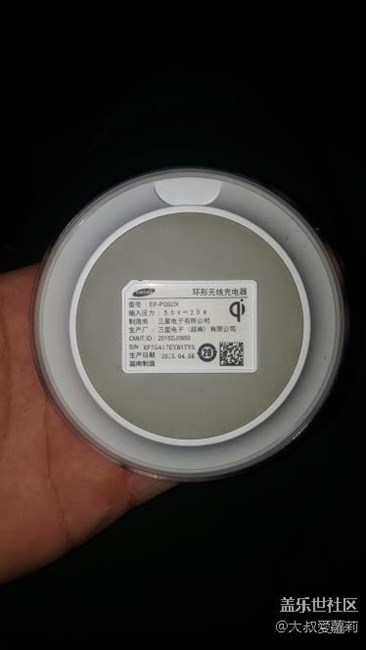 SAMSUNG 环形无线充电器
型号 : EP-PG920I
输入压力 : 5.0V 2.0A
制造商 : 三星电子有限公司
生产厂 : 三星电子 (越南) 有限公司
CMIIT ID : 2015DJ0650
S/N :
生产日期 2015.04.08
越南制造
20
盖乐世社区
@大叔爱蘿莉